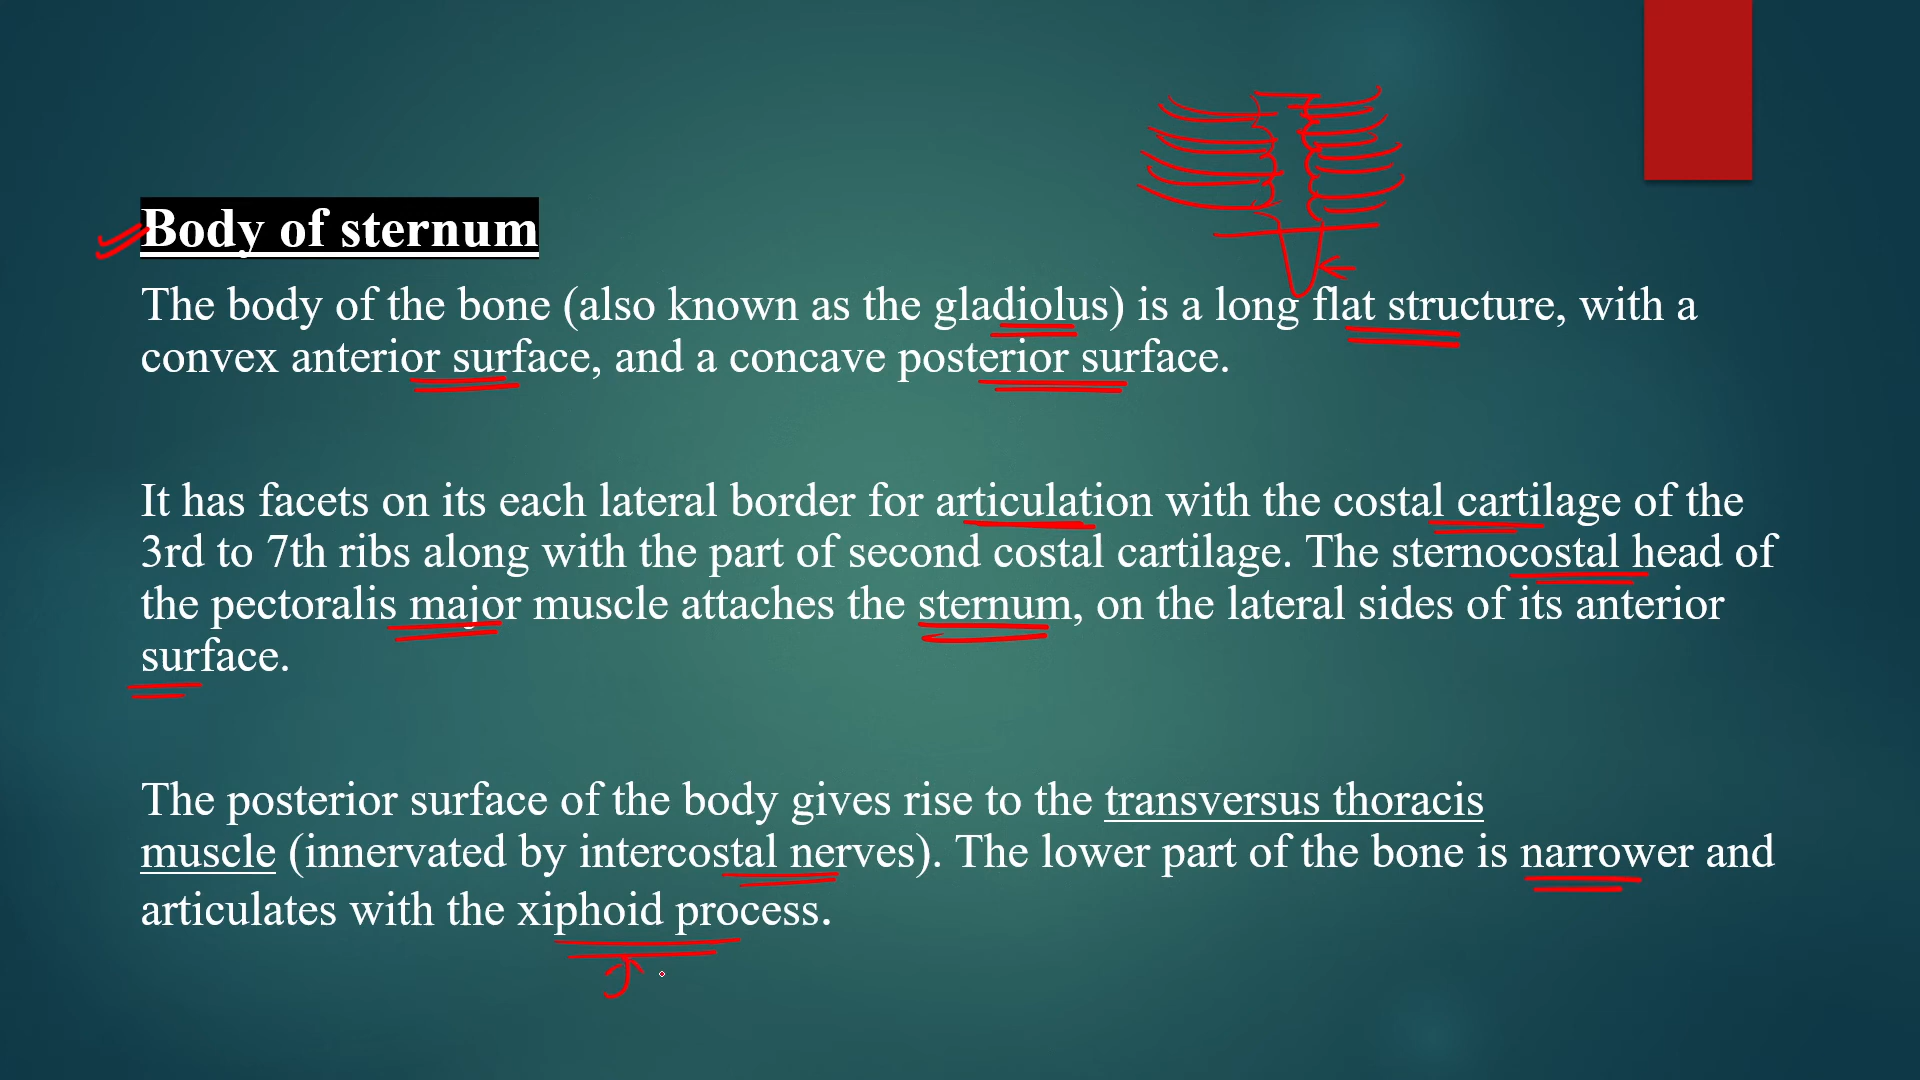 Body of sternum
The body of the bone (also known as the gladiolus) is a long flat structure, with a
convex anterior surface, and a concave posterior surface.
It has facets on its each lateral border for articulation with the costal cartilage of the
3rd to 7th ribs along with the part of second costal cartilage. The sternocostal head of
the pectoralis major muscle attaches the sternum, on the lateral sides of its anterior
surface.
The posterior surface of the body gives rise to the transversus thoracis
muscle (innervated by intercostal nerves). The lower part of the bone is narrower and
articulates with the xiphoid process.